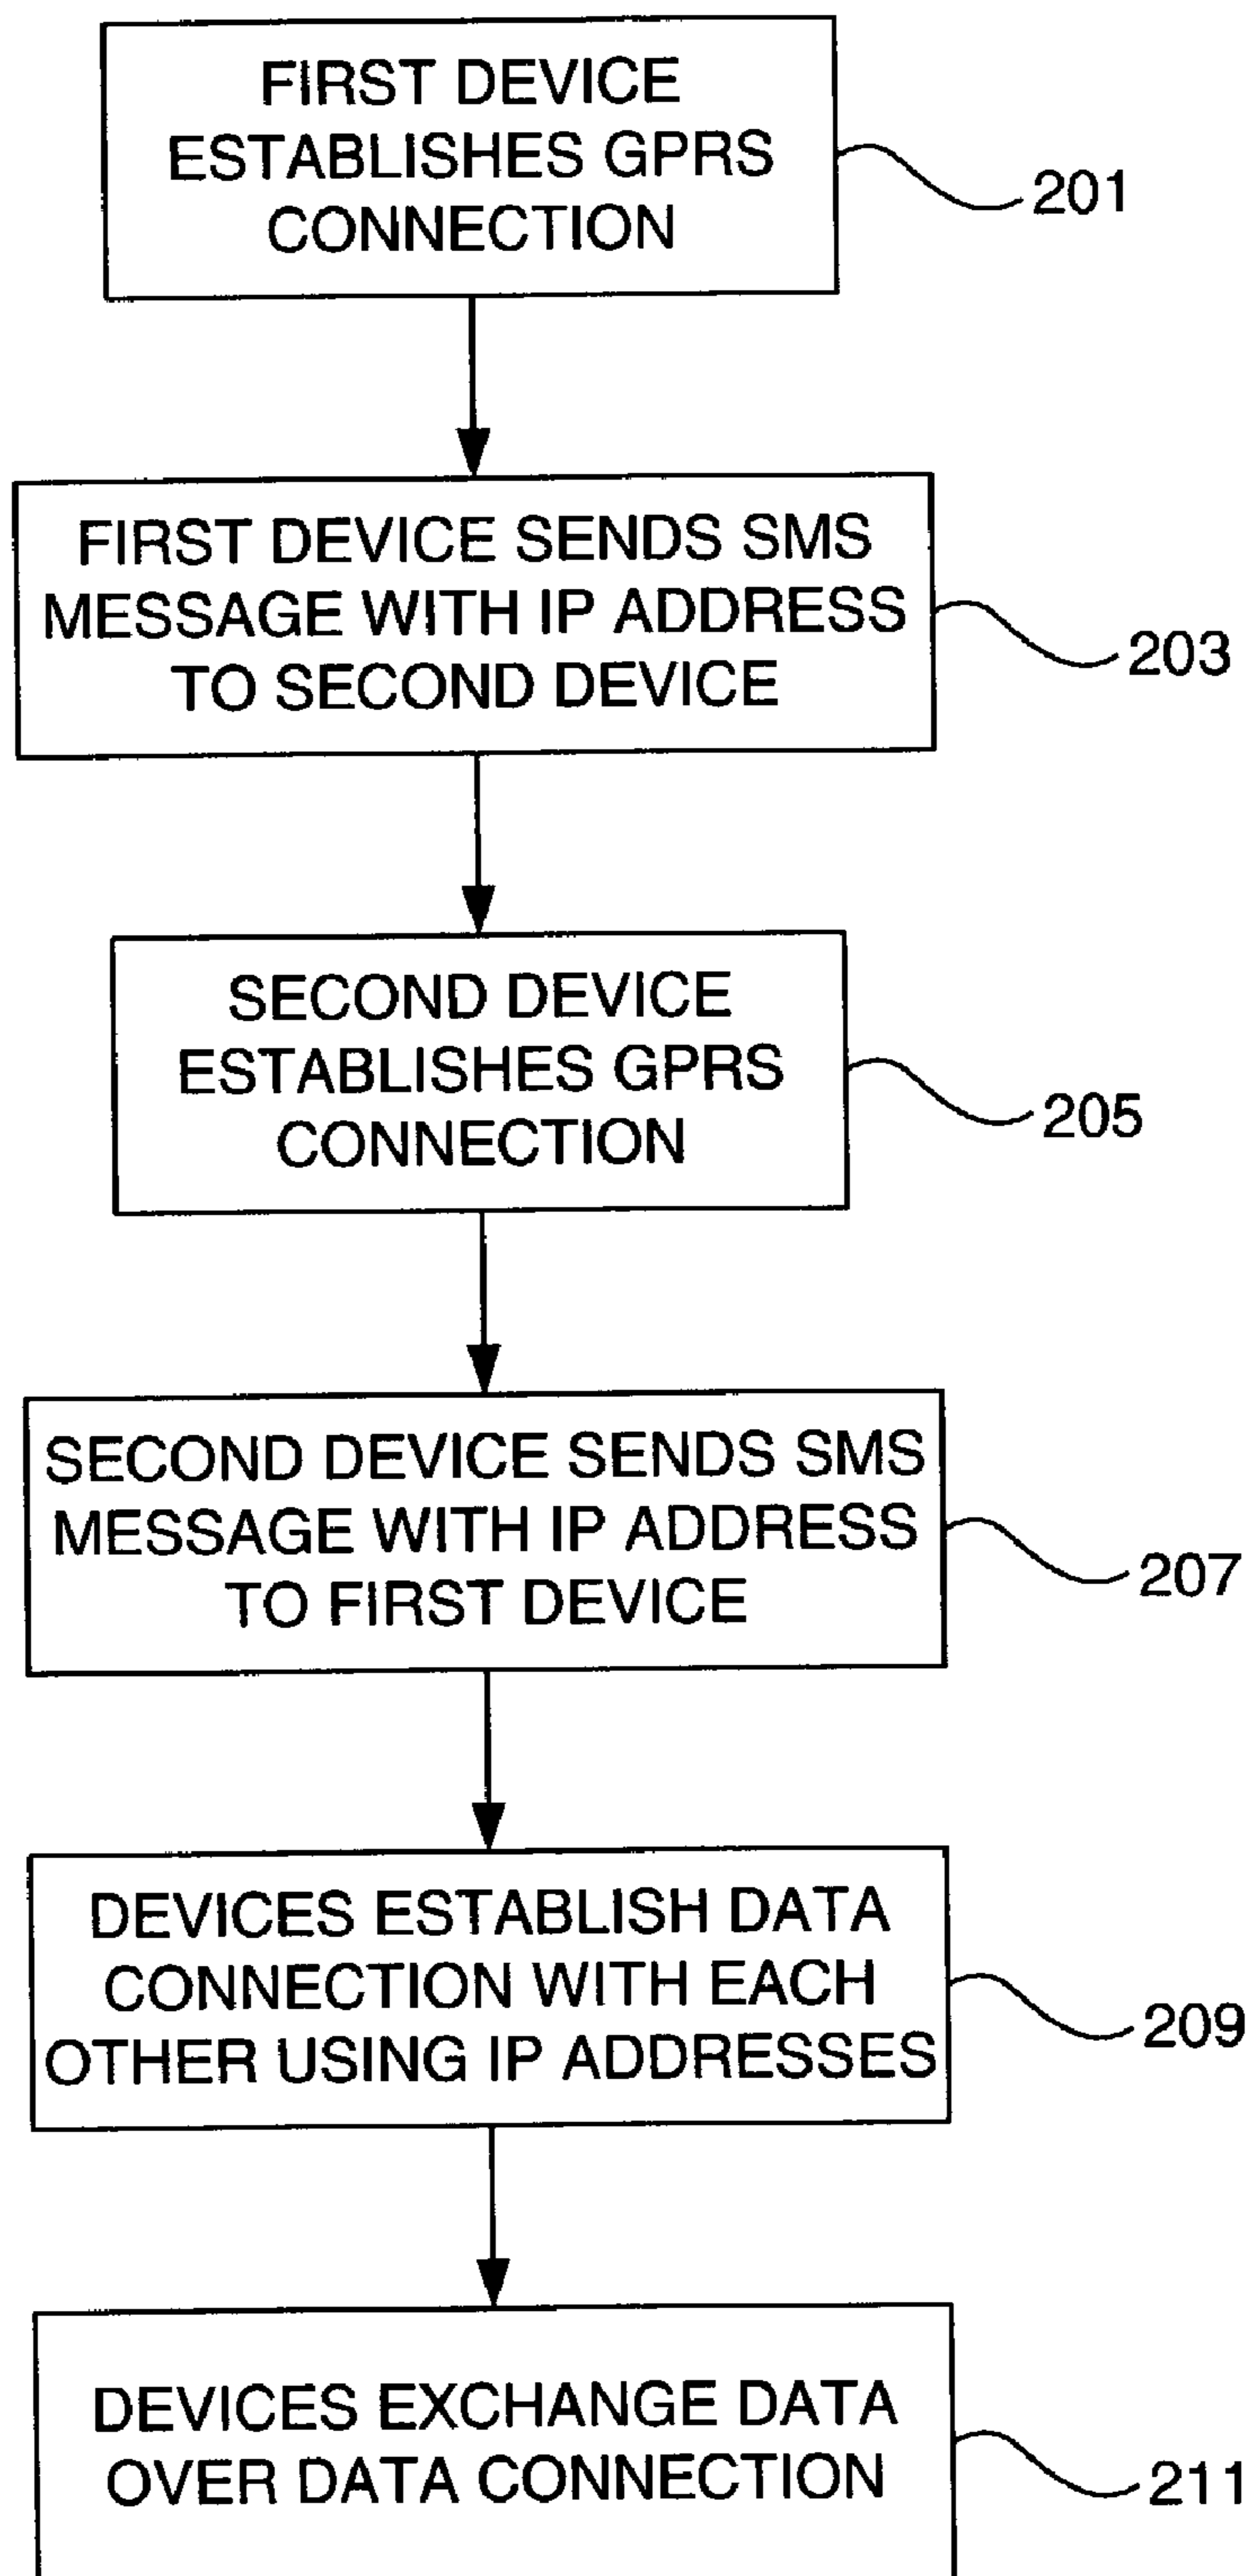 FIRST DEVICE
ESTABLISHES GPRS
CONNECTION
201
FIRST DEVICE SENDS SMS
MESSAGE WITH IP ADDRESS
TO SECOND DEVICE
203
SECOND DEVICE
ESTABLISHES GPRS
CONNECTION
205
SECOND DEVICE SENDS SMS
MESSAGE WITH IP ADDRESS
TO FIRST DEVICE
207
DEVICES ESTABLISH DATA
CONNECTION WITH EACH
OTHER USING IP ADDRESSES
209
DEVICES EXCHANGE DATA
OVER DATA CONNECTION
211